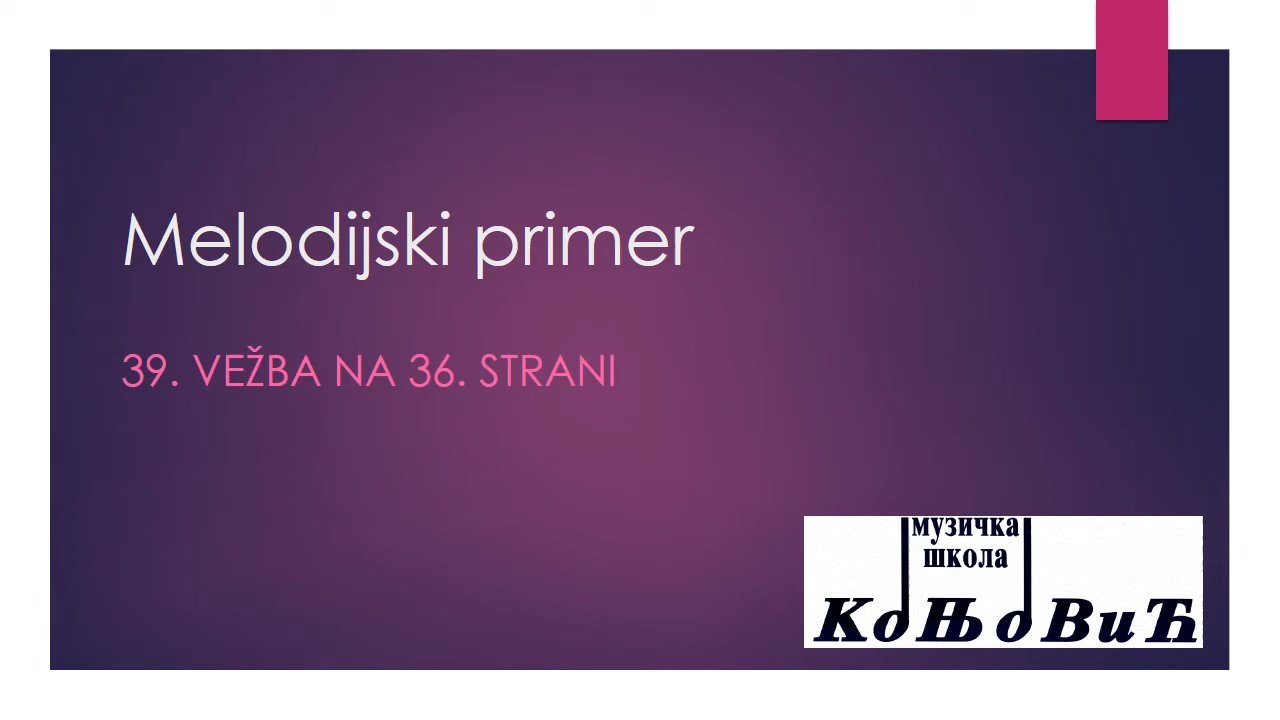 Melodijski primer
39. VEŽBA NA 36. STRANI
музичка
школа
КоЊоВиЋ